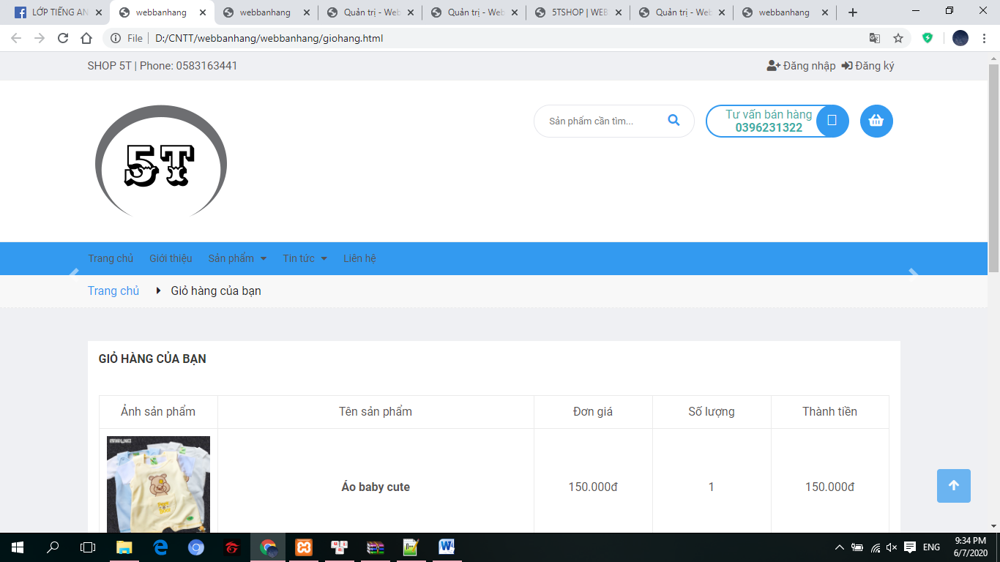 LỚP TIẾNG AN
webbanhang
webbanhang
Quản trị - Web
Quản trị - Web
5TSHOP | WEB
Quản trị - Web
webbanhang
File
D:/CNTT/webbanhang/webbanhang/giohang.html
SHOP 5T | Phone: 0583163441
Đăng nhập
Đăng ký
5T
Sản phẩm cần tìm...
Tư vấn bán hàng
0396231322
Trang chủ
Giới thiệu
Sản phẩm
Tin tức
Liên hệ
Trang chủ
Giỏ hàng của bạn
GIỎ HÀNG CỦA BẠN
Ảnh sản phẩm
Tên sản phẩm
Đơn giá
Số lượng
Thành tiền
Áo baby cute
150.000đ
1
150.000đ
ENG
9:34 PM
6/7/2020